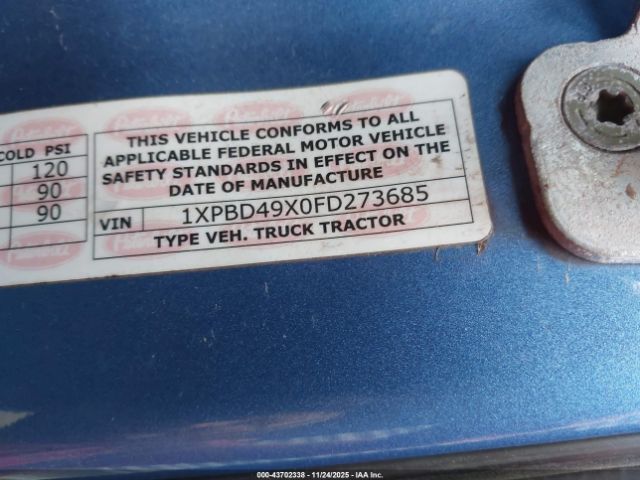 COLD PSI
120
90
90
THIS VEHICLE CONFORMS TO ALL
APPLICABLE FEDERAL MOTOR VEHICLE
SAFETY STANDARDS IN EFFECT ON THE
DATE OF MANUFACTURE
VIN 1XPBD49X0FD273685
TYPE VEH. TRUCK TRACTOR
000-43702338 - 11/24/2025 - IAA Inc.